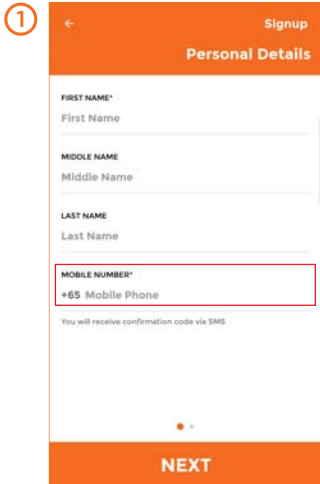 1
Signup
Personal Details
FIRST NAME*
First Name
MIDDLE NAME
Middle Name
LAST NAME
Last Name
MOBILE NUMBER*
+65 Mobile Phone
You will receive confirmation code via SMS
NEXT